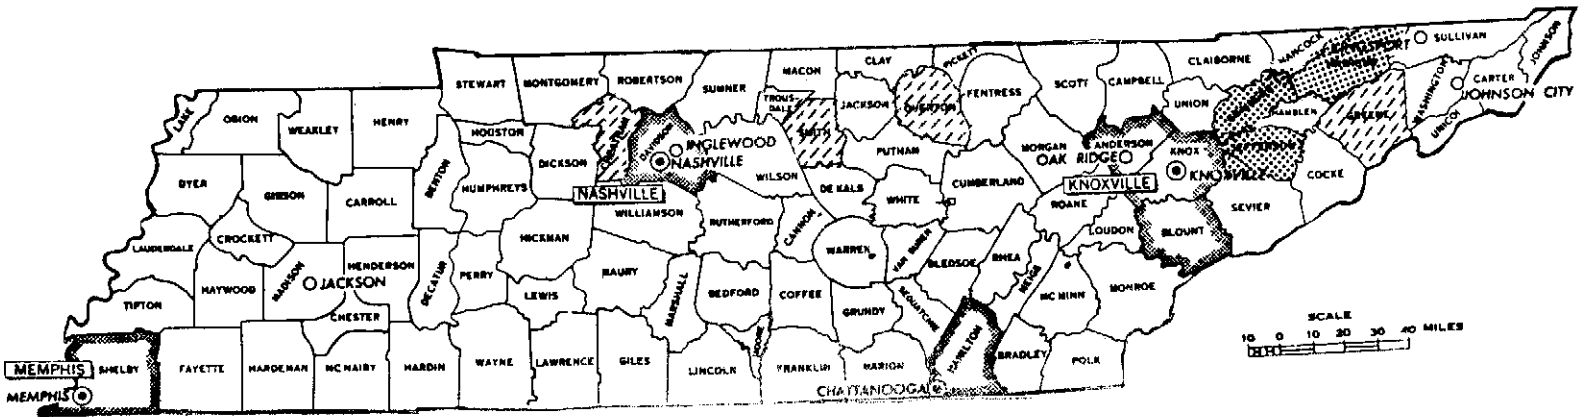 LAKE
OBION
WEAKLEY
HENRY
STEWART
MONTGOMERY
ROBERTSON
SUMNER
MACON
TROUS-
DALE
CLAY
PICKETT
JACKSON
OVERTON
FENTRESS
SCOTT
CAMPBELL
CLAIBORNE
UNION
HANCOCK
KINGSPORT
SULLIVAN
JOHNSON
CARTER
WASHINGTON
JOHNSON CITY
UNICOI
GREENE
HAMBLEN
JEFFERSON
COCKE
SEVIER
HOUSTON
DICKSON
CHEATHAM
DAVIDSON
INGLEWOOD
NASHVILLE
NASHVILLE
WILSON
SMITH
PUTNAM
MORGAN
ANDERSON
OAK RIDGE
KNOX
KNOXVILLE
KNOXVILLE
DYER
GIBSON
CARROLL
BENTON
HUMPHREYS
WILLIAMSON
RUTHERFORD
CANNON
DE KALB
WHITE
CUMBERLAND
ROANE
LOUDON
BLOUNT
LAUDERDALE
CROCKETT
HAYWOOD
MADISON
JACKSON
HENDERSON
DECATUR
PERRY
HICKMAN
LEWIS
MAURY
MARSHALL
BEDFORD
COFFEE
WARREN
VAN BUREN
BLEDSOE
RHEA
MEIGS
MC MINN
MONROE
TIPTON
CHESTER
GRUNDY
SEQUATCHIE
MEMPHIS
SHELBY
MEMPHIS
FAYETTE
HARDEMAN
MC NAIRY
HARDIN
WAYNE
LAWRENCE
GILES
LINCOLN
MOORE
FRANKLIN
MARION
CHATTANOOGA
HAMILTON
BRADLEY
POLK
SCALE
10 0 10 20 30 40 MILES